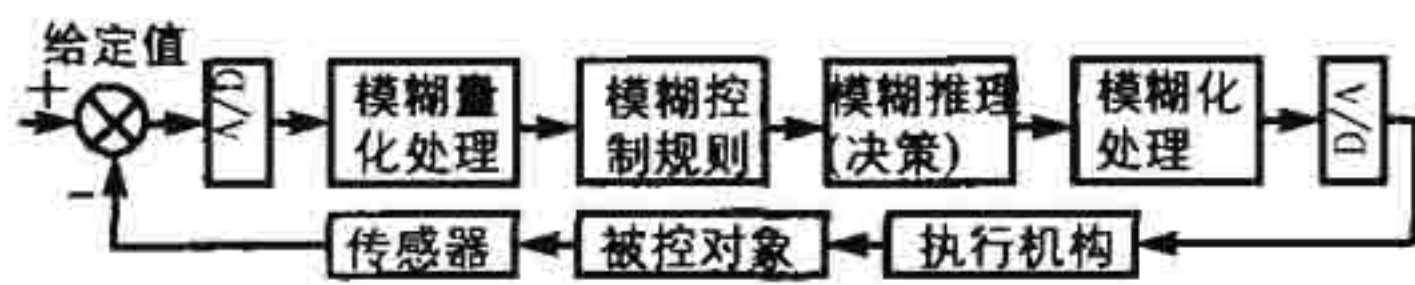 给定值
+
A/D
模糊量
化处理
模糊控
制规则
模糊推理
(决策)
模糊化
处理
D/A
-
传感器
被控对象
执行机构